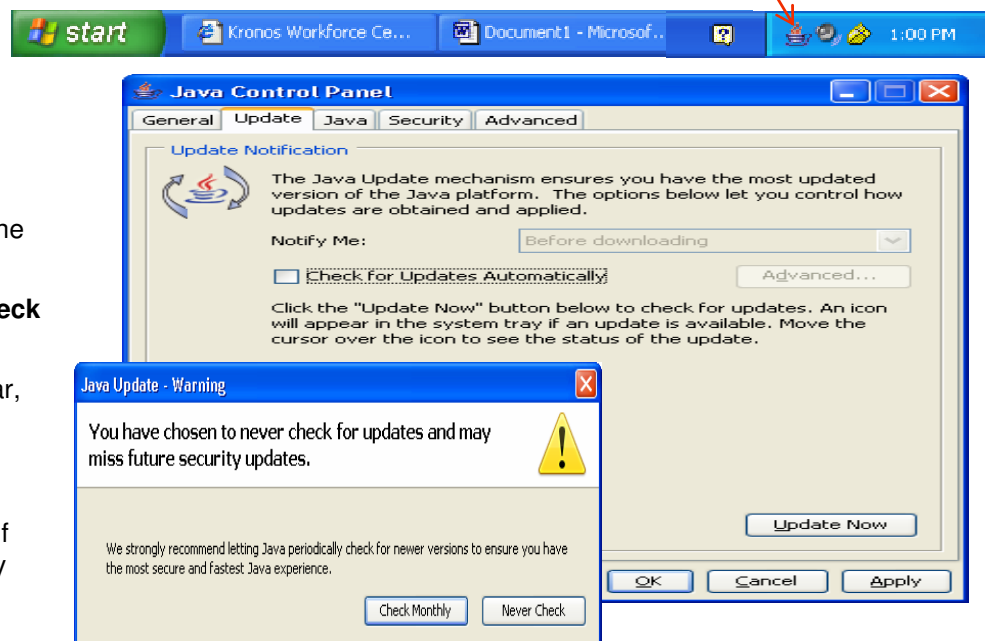 start Kronos Workforce Ce... Document1 - Microsof.. 1:00 PM
Java Control Panel
General Update Java Security Advanced
Update Notification
The Java Update mechanism ensures you have the most updated
version of the Java platform. The options below let you control how
updates are obtained and applied.
Notify Me: Before downloading
Check for Updates Automatically Advanced...
Click the "Update Now" button below to check for updates. An icon
will appear in the system tray if an update is available. Move the
cursor over the icon to see the status of the update.
Update Now
OK Cancel Apply
Java Update - Warning
You have chosen to never check for updates and may
miss future security updates.
We strongly recommend letting Java periodically check for newer versions to ensure you have
the most secure and fastest Java experience.
Check Monthly Never Check